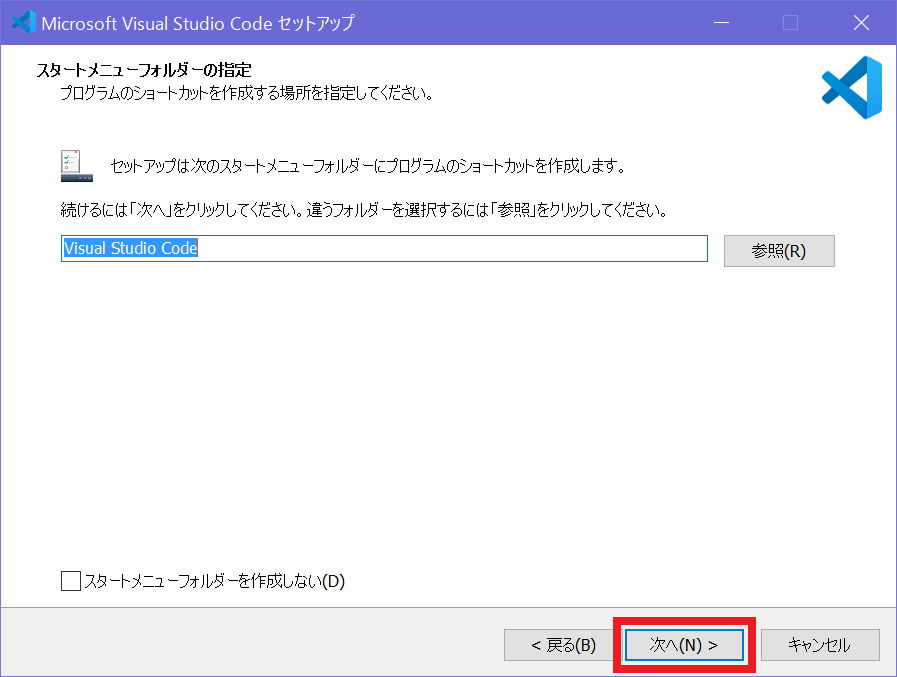 Microsoft Visual Studio Code セットアップ
スタートメニューフォルダーの指定
プログラムのショートカットを作成する場所を指定してください。
セットアップは次のスタートメニューフォルダーにプログラムのショートカットを作成します。
続けるには「次へ」をクリックしてください。違うフォルダーを選択するには「参照」をクリックしてください。
Visual Studio Code
参照(R)
スタートメニューフォルダーを作成しない(D)
< 戻る(B)
次へ(N) >
キャンセル